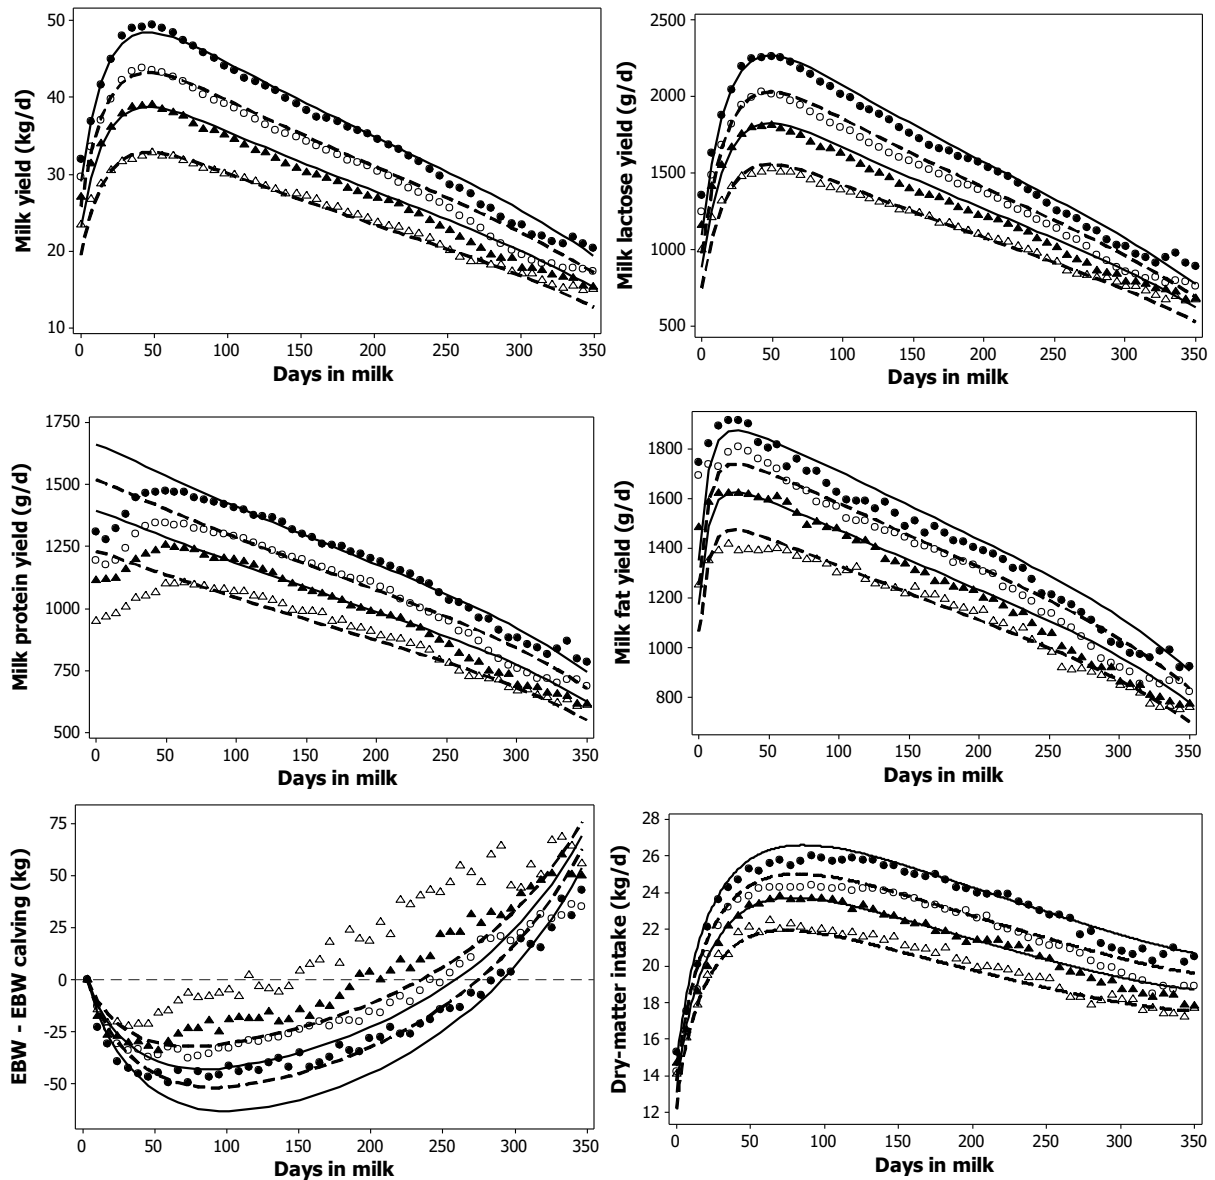 Milk yield (kg/d)
50
40
30
20
10
0 50 100 150 200 250 300 350
Days in milk
Milk lactose yield (g/d)
2500
2000
1500
1000
500
0 50 100 150 200 250 300 350
Days in milk
Milk protein yield (g/d)
1750
1500
1250
1000
750
500
0 50 100 150 200 250 300 350
Days in milk
Milk fat yield (g/d)
1800
1600
1400
1200
1000
800
0 50 100 150 200 250 300 350
Days in milk
EBW - EBW calving (kg)
75
50
25
0
-25
-50
0 50 100 150 200 250 300 350
Days in milk
Dry-matter intake (kg/d)
28
26
24
22
20
18
16
14
12
0 50 100 150 200 250 300 350
Days in milk